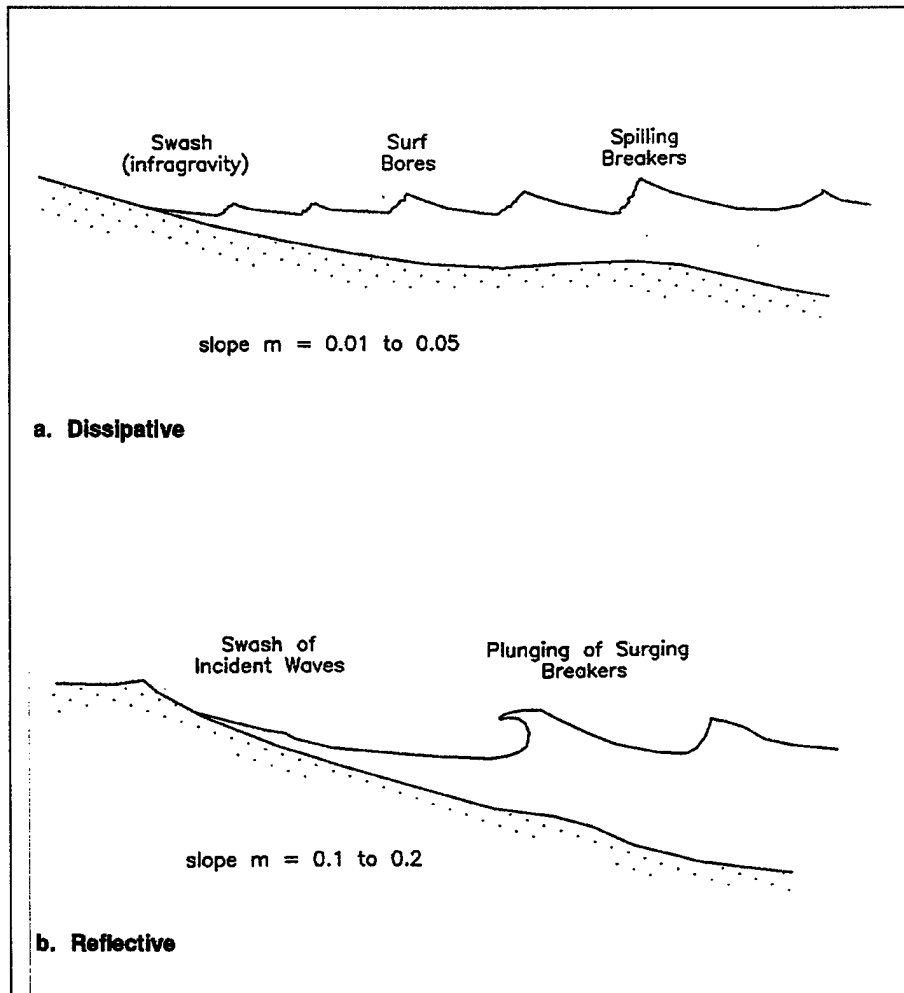 Swash
(infragravity)
Surf
Bores
Spilling
Breakers
slope m = 0.01 to 0.05
a. Dissipative
Swash of
Incident Waves
Plunging of Surging
Breakers
slope m = 0.1 to 0.2
b. Reflective